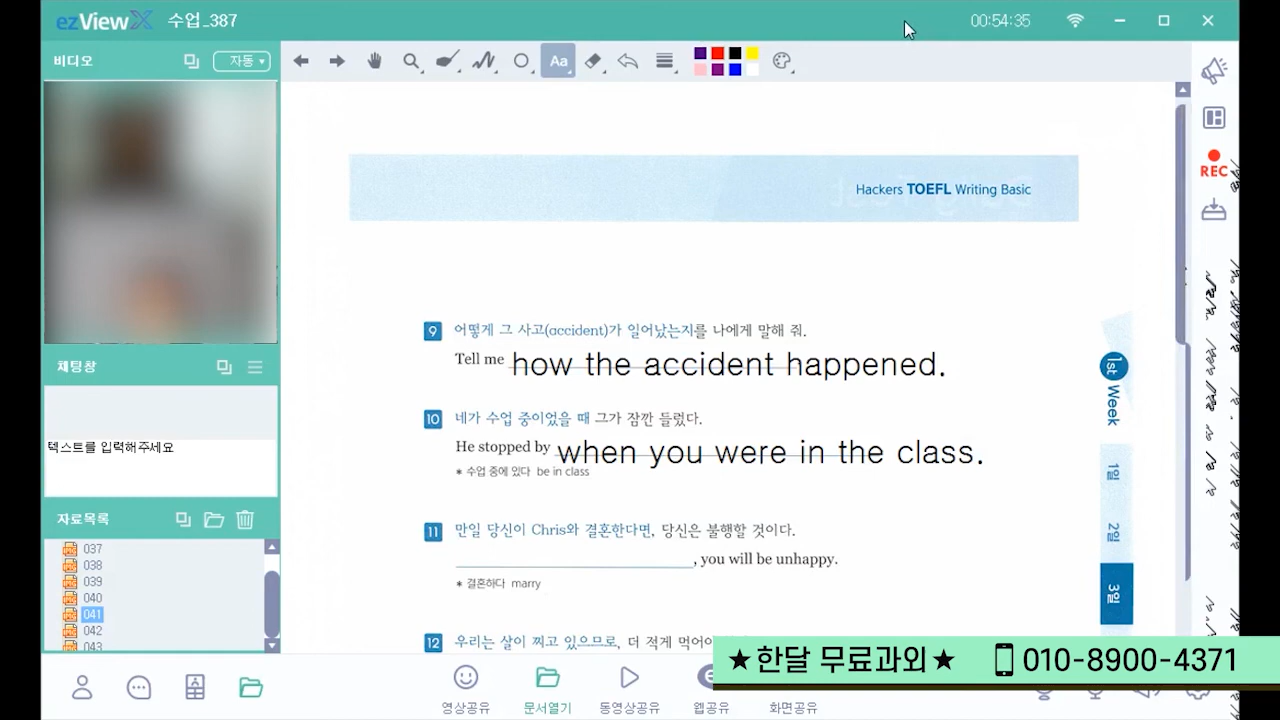 ezViewX 수업_387 00:54:35
비디오 자동
Aa
REC
Hackers TOEFL Writing Basic
9 어떻게 그 사고(accident)가 일어났는지를 나에게 말해 줘.
Tell me how the accident happened.
10 네가 수업 중이었을 때 그가 잠깐 들렀다.
He stopped by when you were in the class.
* 수업 중에 있다 be in class
11 만일 당신이 Chris와 결혼한다면, 당신은 불행할 것이다.
, you will be unhappy.
* 결혼하다 marry
12 우리는 살이 찌고 있으므로, 더 적게 먹어야
1st Week
1일
2일
3일
채팅창
텍스트를 입력해주세요
자료목록
037
038
039
040
041
042
043
영상공유 문서열기 동영상공유 웹공유 화면공유
★한달 무료과외★ 010-8900-4371